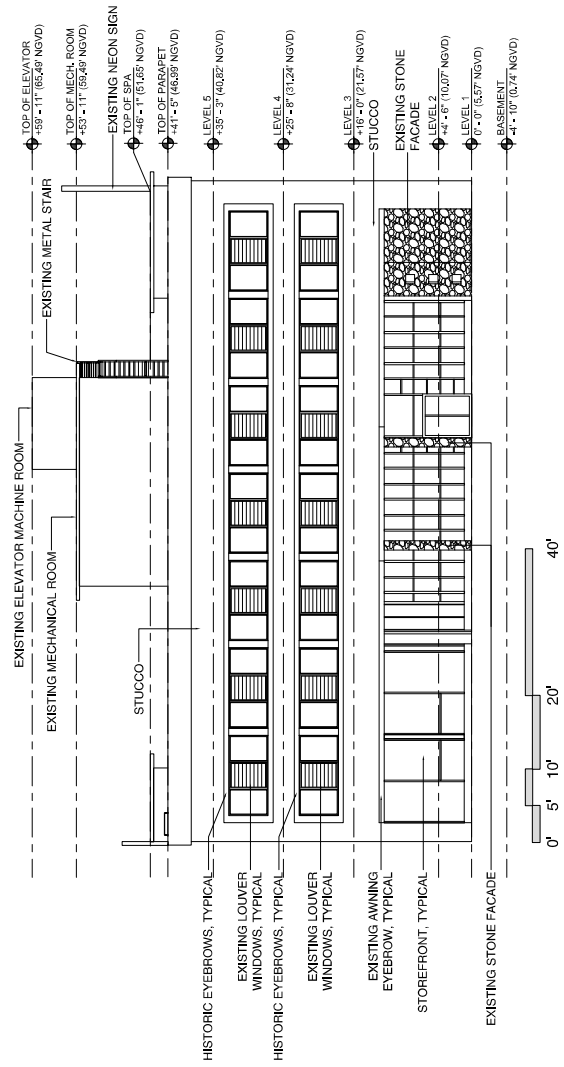 EXISTING ELEVATOR MACHINE ROOM
EXISTING MECHANICAL ROOM
EXISTING METAL STAIR
TOP OF ELEVATOR
+59' - 11" (65.49' NGVD)
TOP OF MECH. ROOM
+53' - 11" (59.49' NGVD)
EXISTING NEON SIGN
TOP OF SPA
+46' - 1" (51.65' NGVD)
TOP OF PARAPET
+41' - 5" (46.99' NGVD)
STUCCO
LEVEL 5
+35' - 3" (40.82' NGVD)
HISTORIC EYEBROWS, TYPICAL
EXISTING LOUVER
WINDOWS, TYPICAL
LEVEL 4
+25' - 8" (31.24' NGVD)
HISTORIC EYEBROWS, TYPICAL
EXISTING LOUVER
WINDOWS, TYPICAL
LEVEL 3
+16' - 0" (21.57' NGVD)
STUCCO
EXISTING AWNING
EYEBROW, TYPICAL
EXISTING STONE
FACADE
STOREFRONT, TYPICAL
LEVEL 2
+4' - 6" (10.07' NGVD)
LEVEL 1
0' - 0" (5.57' NGVD)
EXISTING STONE FACADE
BASEMENT
-4' - 10" (0.74' NGVD)
0' 5' 10' 20' 40'